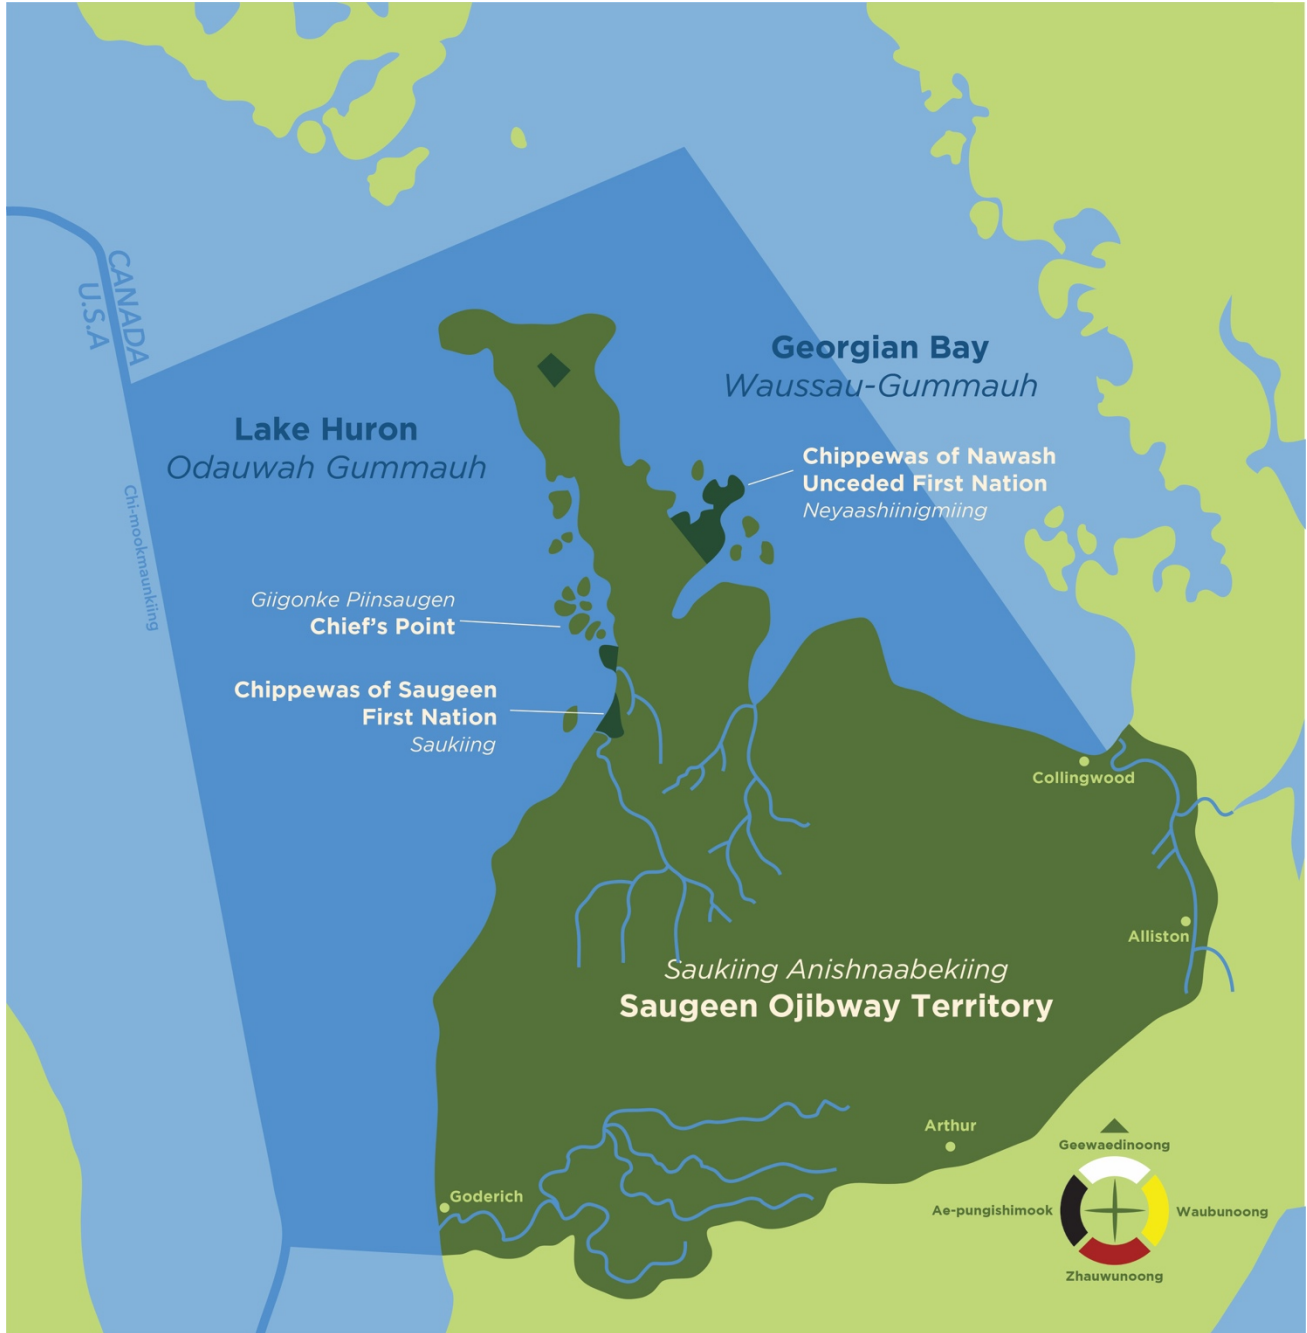 CANADA
U.S.A
Georgian Bay
Waussau-Gummauh
Lake Huron
Odauwah Gummauh
Chippewas of Nawash
Unceded First Nation
Neyaashiinigmiing
Chi-mookmaunkiing
Giigonke Piinsaugen
Chief's Point
Chippewas of Saugeen
First Nation
Saukiing
Collingwood
Alliston
Saukiing Anishnaabekiing
Saugeen Ojibway Territory
Arthur
Goderich
Geewaedinoong
Ae-pungishimook
Waubunoong
Zhauwunoong